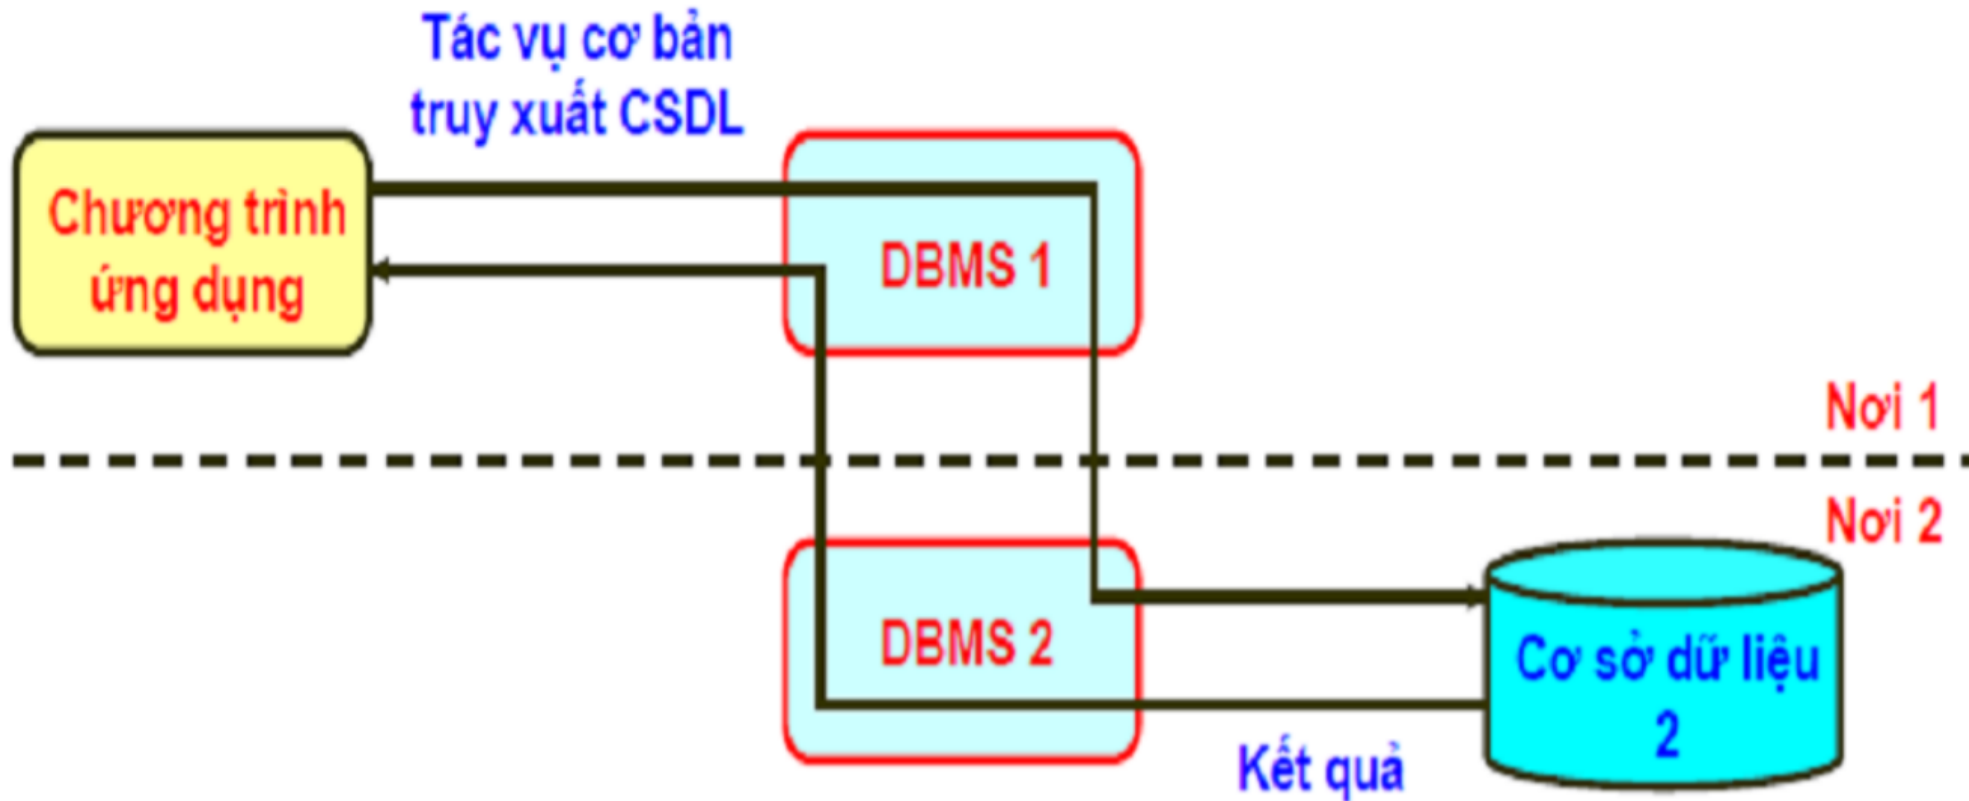 Tác vụ cơ bản
truy xuất CSDL
Chương trình
ứng dụng
DBMS 1
Nơi 1
Nơi 2
DBMS 2
Cơ sở dữ liệu
2
Kết quả